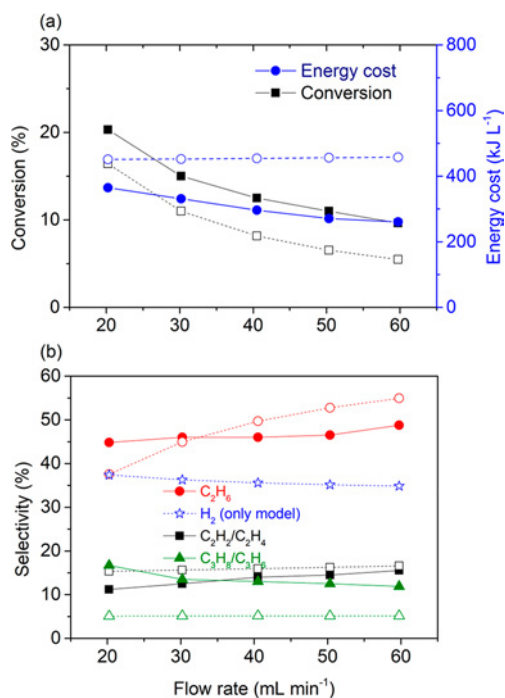 (a)
30
20
10
0
Conversion (%)
Energy cost
Conversion
800
600
400
200
0
Energy cost (kJ L⁻¹)
20 30 40 50 60
(b)
60
50
40
30
20
10
0
Selectivity (%)
C₂H₆
H₂ (only model)
C₂H₂/C₂H₄
C₃H₈/C₃H₆
20 30 40 50 60
Flow rate (mL min⁻¹)